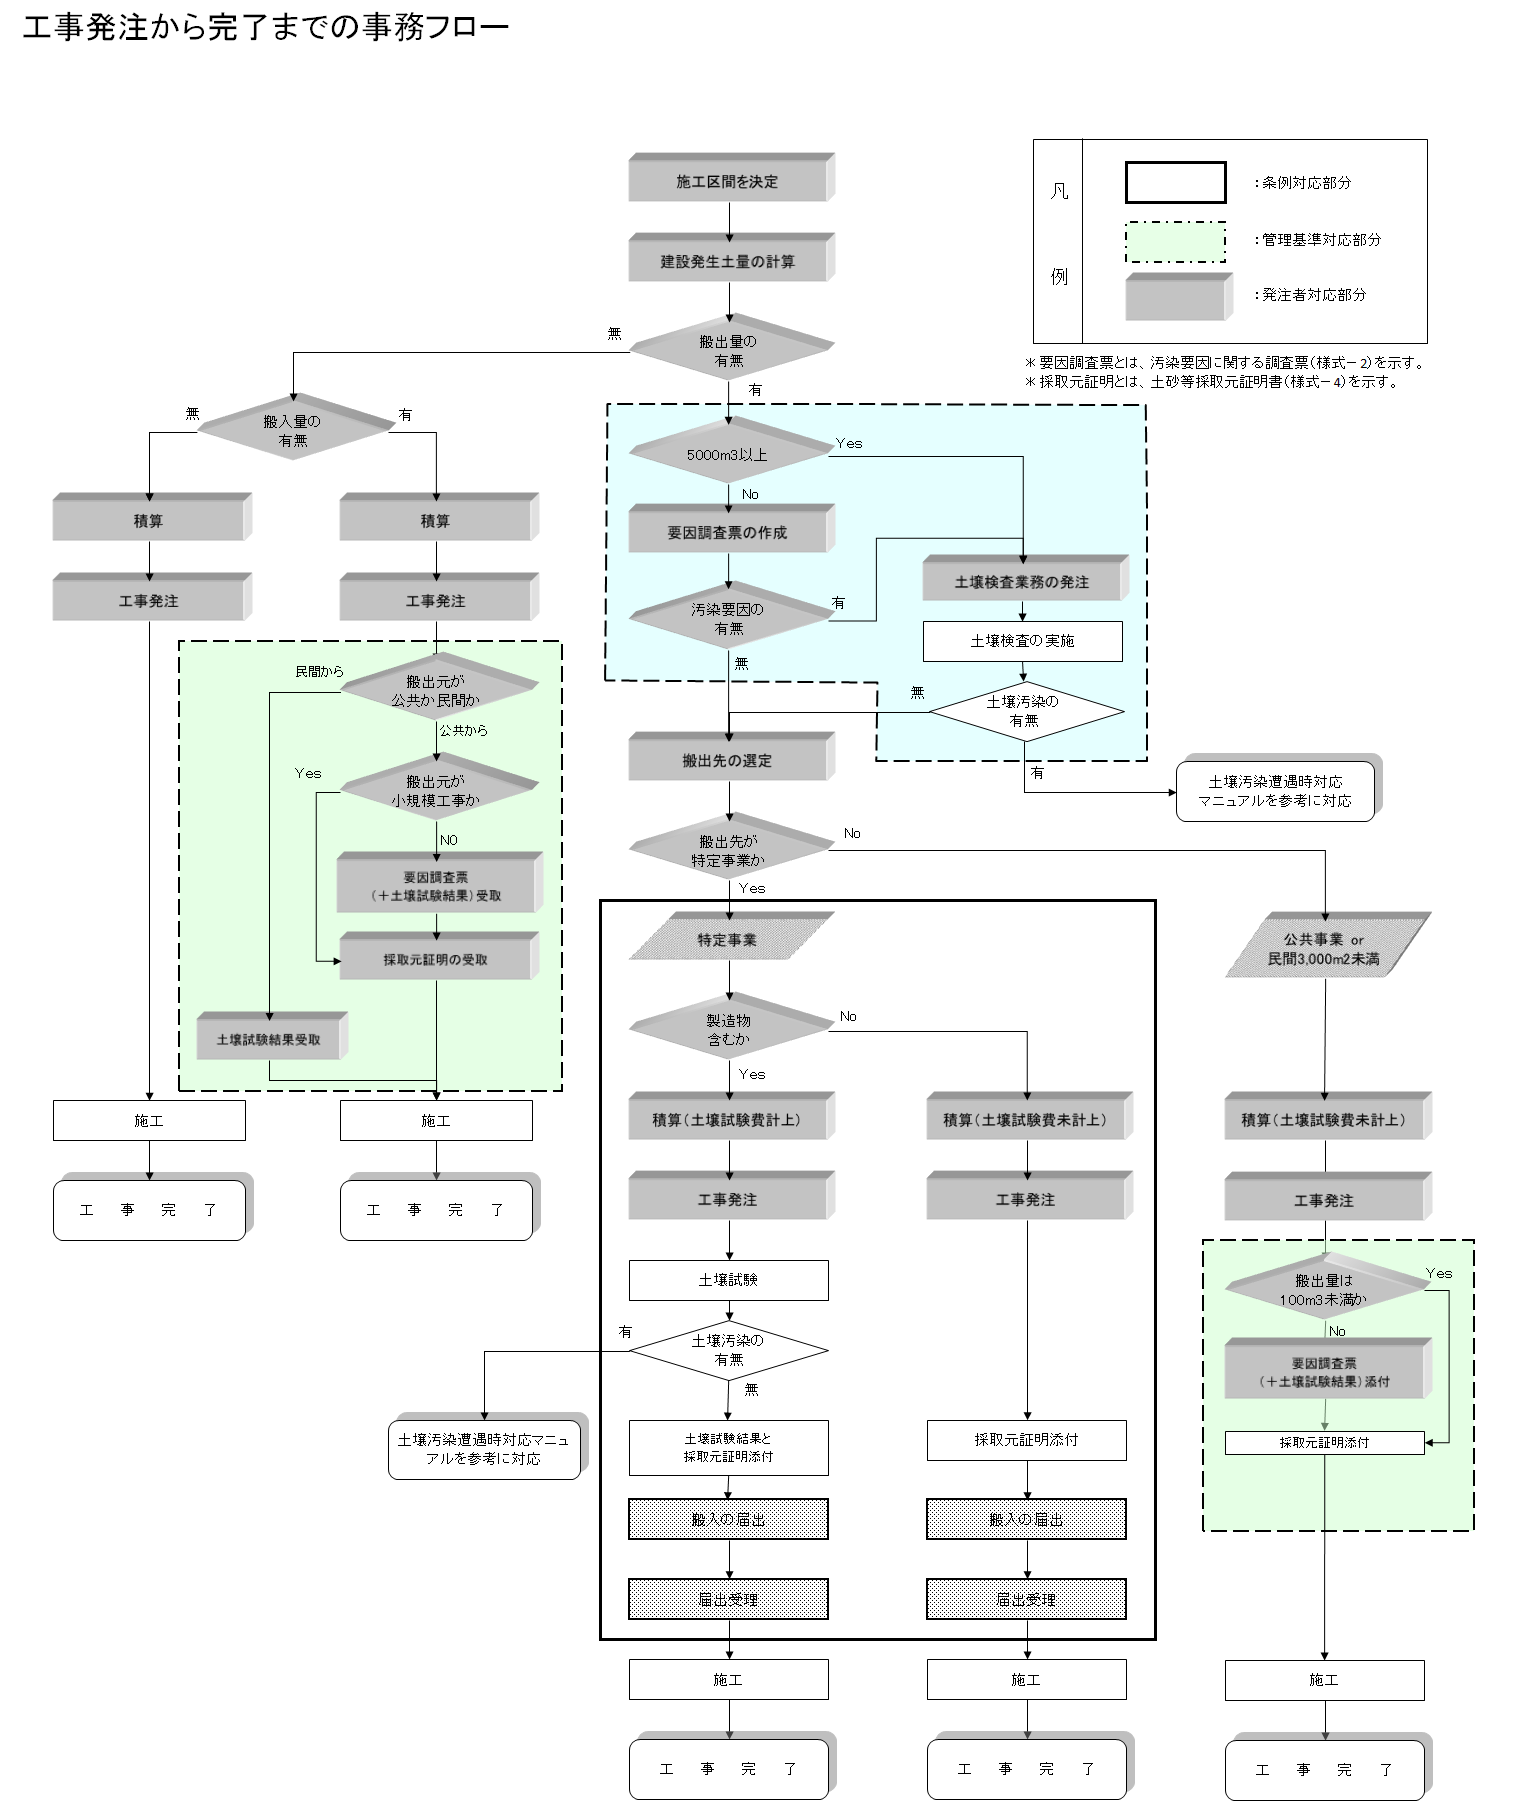 工事発注から完了までの事務フロー
施工区間を決定
建設発生土量の計算
搬出量の
有無
無
有
凡
例
：条例対応部分
：管理基準対応部分
：発注者対応部分
＊要因調査票とは、汚染要因に関する調査票（様式－2）を示す。
＊採取元証明とは、土砂等採取元証明書（様式－4）を示す。
搬入量の
有無
無
有
積算
工事発注
積算
工事発注
搬出元が
公共か民間か
民間から
公共から
搬出元が
小規模工事か
Yes
NO
要因調査票
（＋土壌試験結果）受取
採取元証明の受取
土壌試験結果受取
施工
工　事　完　了
施工
工　事　完　了
5000m3以上
Yes
No
要因調査票の作成
汚染要因の
有無
有
無
土壌検査業務の発注
土壌検査の実施
土壌汚染の
有無
無
有
土壌汚染遭遇時対応
マニュアルを参考に対応
搬出先の選定
搬出先が
特定事業か
No
Yes
特定事業
製造物
含むか
No
Yes
積算（土壌試験費計上）
工事発注
土壌試験
土壌汚染の
有無
有
無
土壌汚染遭遇時対応マニュ
アルを参考に対応
土壌試験結果と
採取元証明添付
搬入の届出
届出受理
施工
工　事　完　了
積算（土壌試験費未計上）
工事発注
採取元証明添付
搬入の届出
届出受理
施工
工　事　完　了
公共事業 or
民間3,000m2未満
積算（土壌試験費未計上）
工事発注
搬出量は
100m3未満か
Yes
No
要因調査票
（＋土壌試験結果）添付
採取元証明添付
施工
工　事　完　了